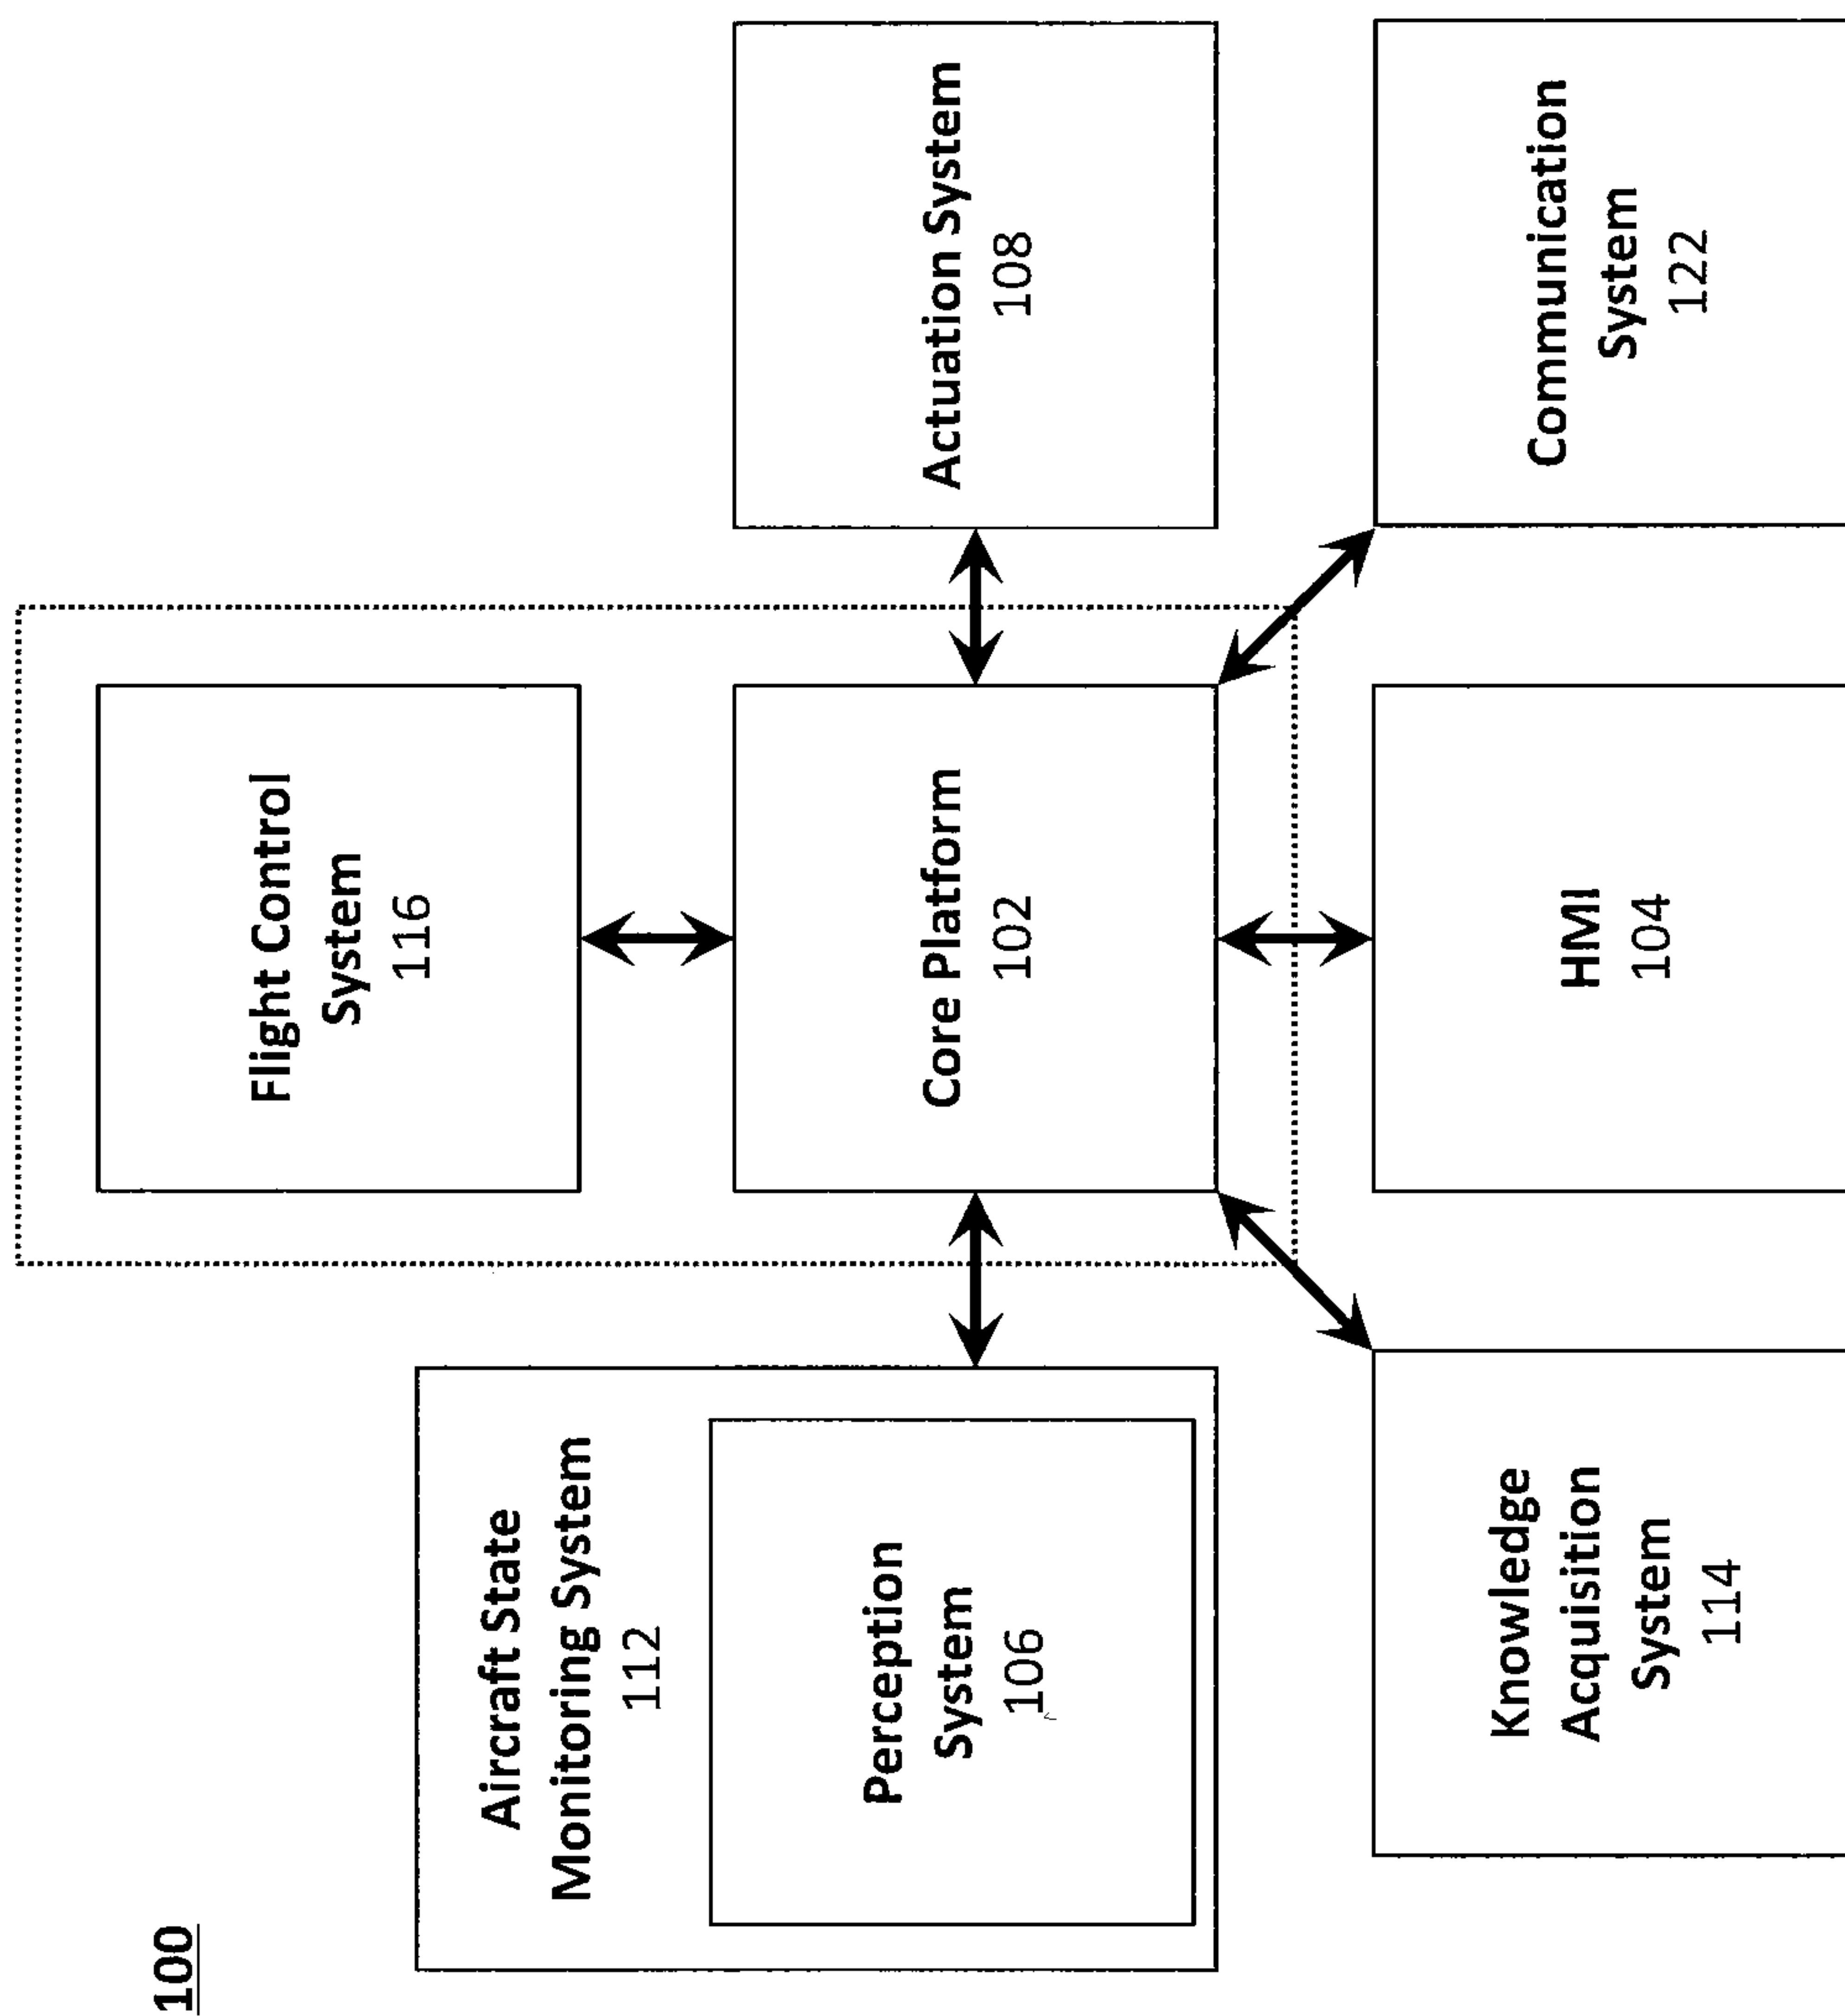 100
Flight Control
System
116
Aircraft State
Monitoring System
112
Perception
System
106
Core Platform
102
Actuation System
108
Knowledge
Acquisition
System
114
HMI
104
Communication
System
122